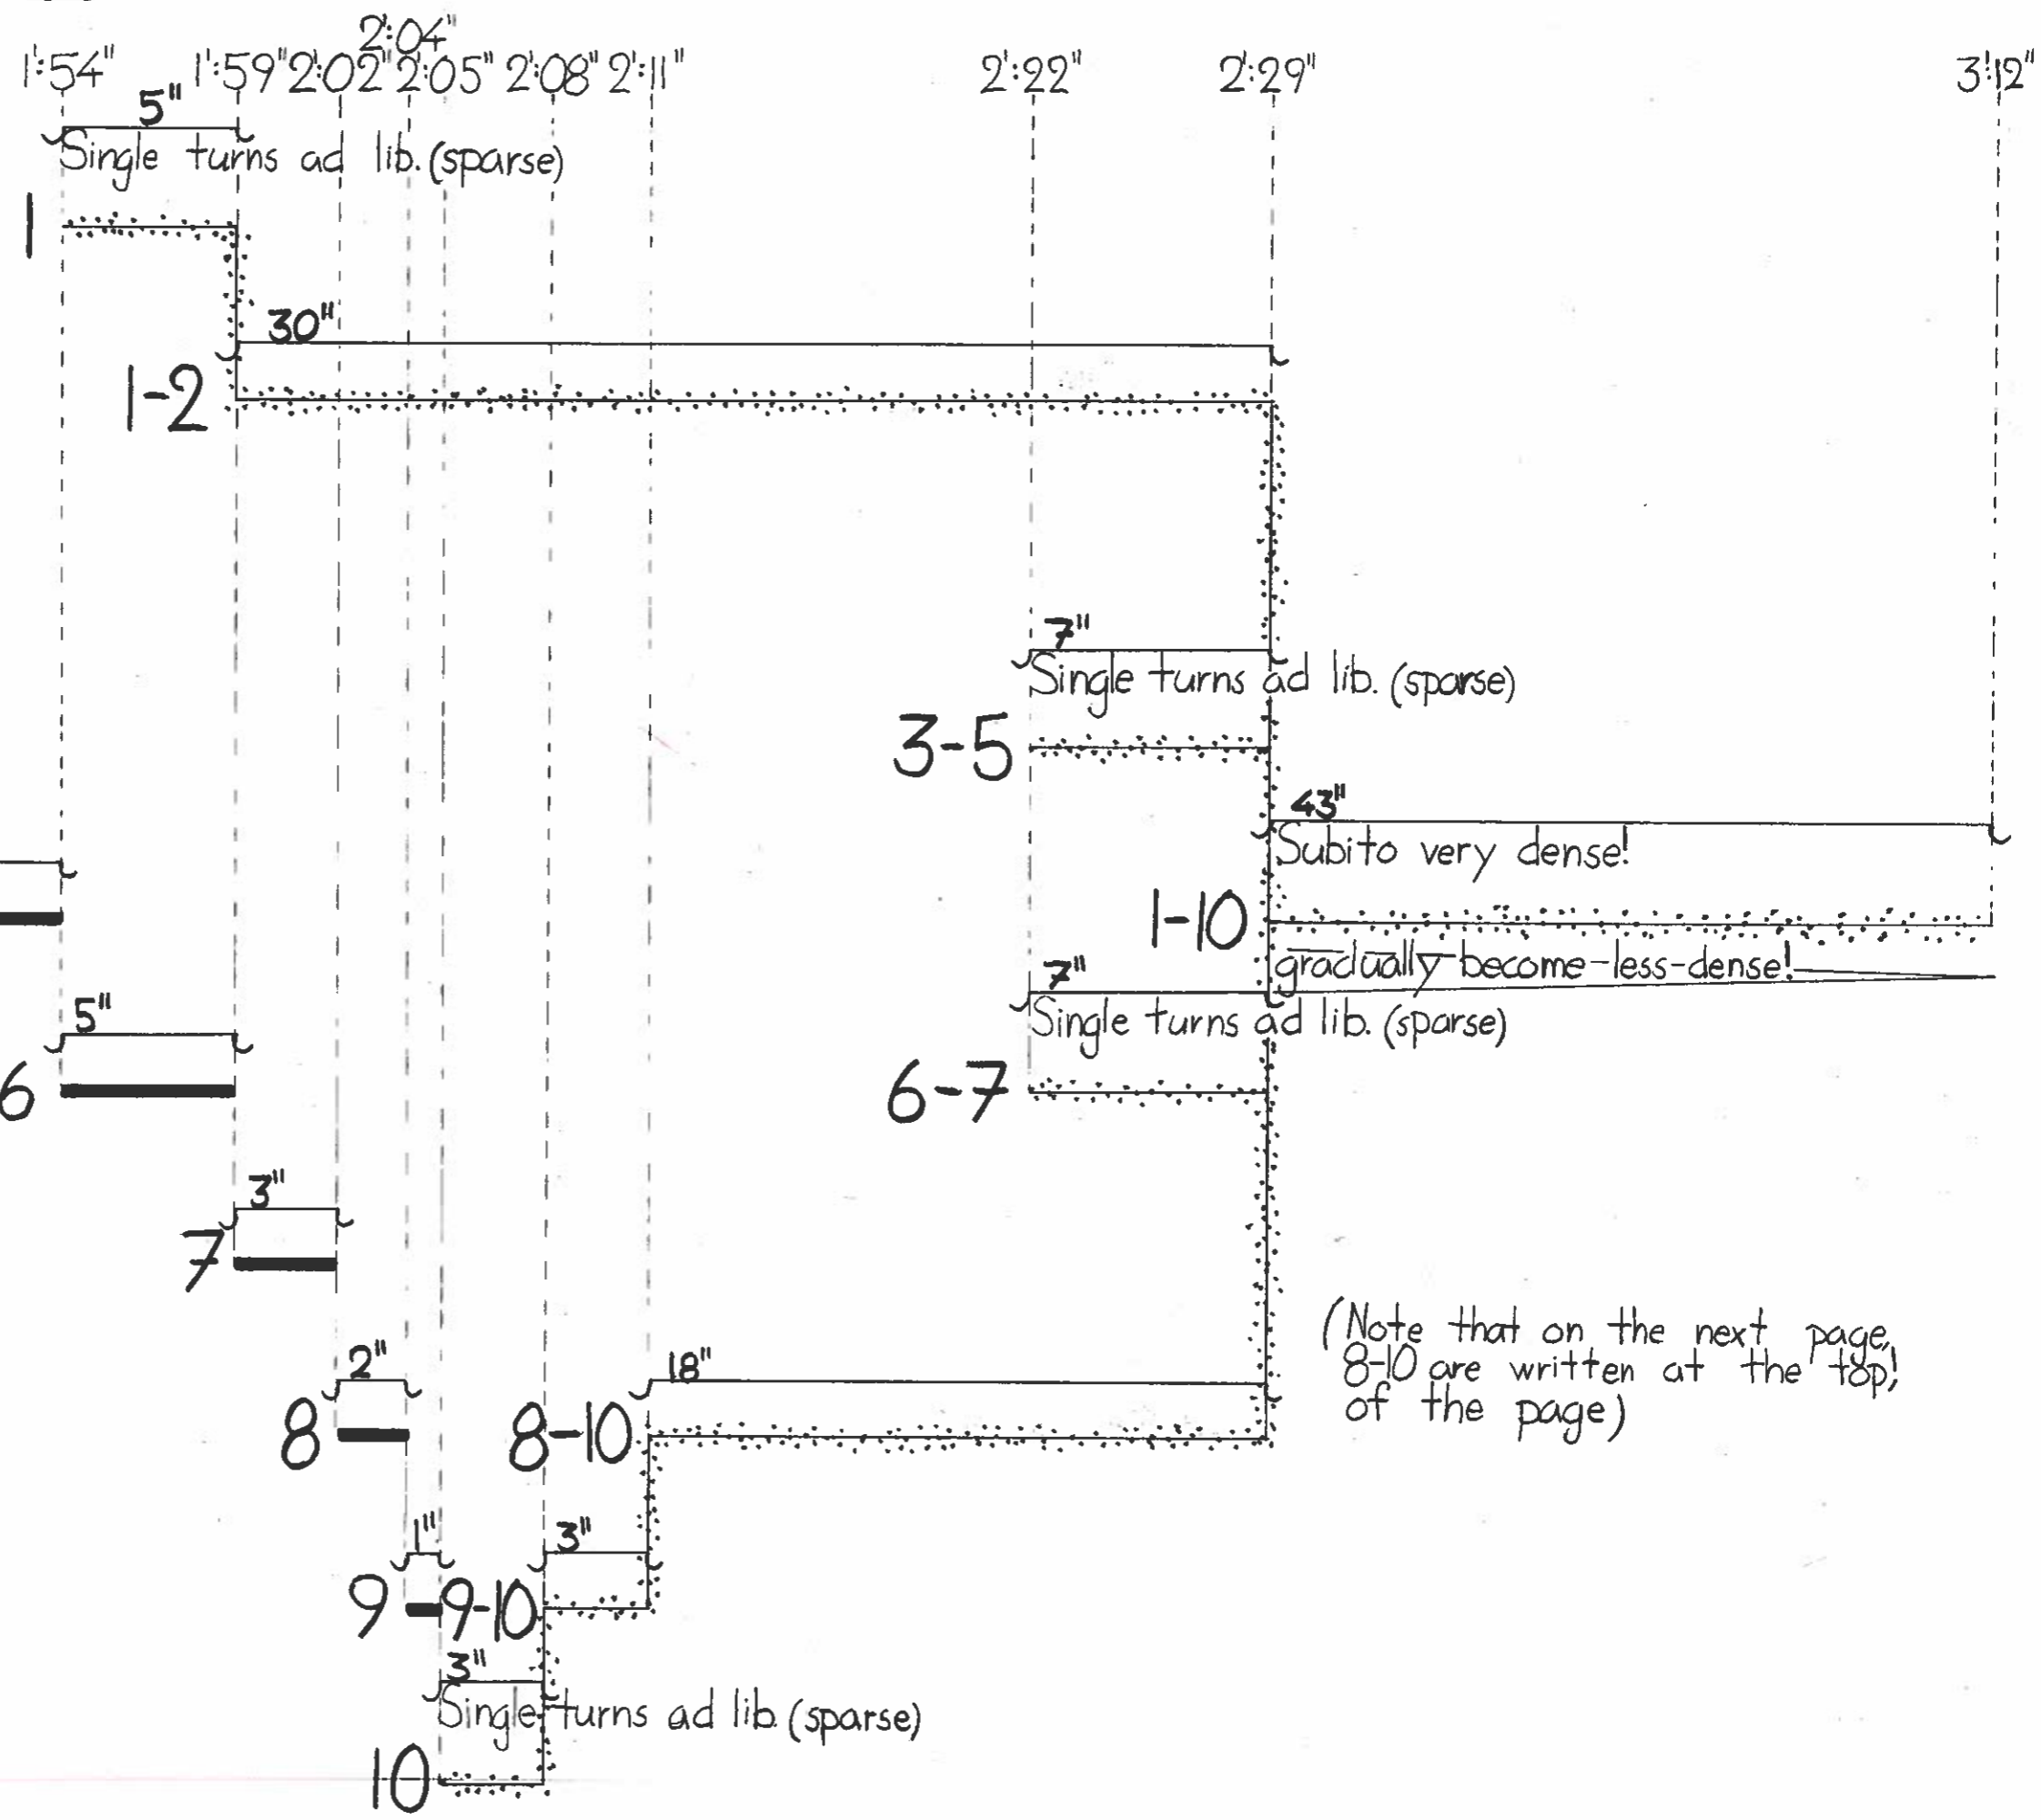 2':04"
1':54" 1':59" 2':02" 2':05" 2':08" 2':11" 2':22" 2':29" 3':12"
5"
Single turns ad lib. (sparse)
1
30"
1-2
7"
Single turns ad lib. (sparse)
3-5
43"
Subito very dense!
1-10
gradually-become-less-dense!
7"
5"
Single turns ad lib. (sparse)
6
6-7
3"
7
(Note that on the next page,
8-10 are written at the top,
of the page)
2"
18"
8
8-10
1"
3"
9
9-10
3"
Single turns ad lib. (sparse)
10